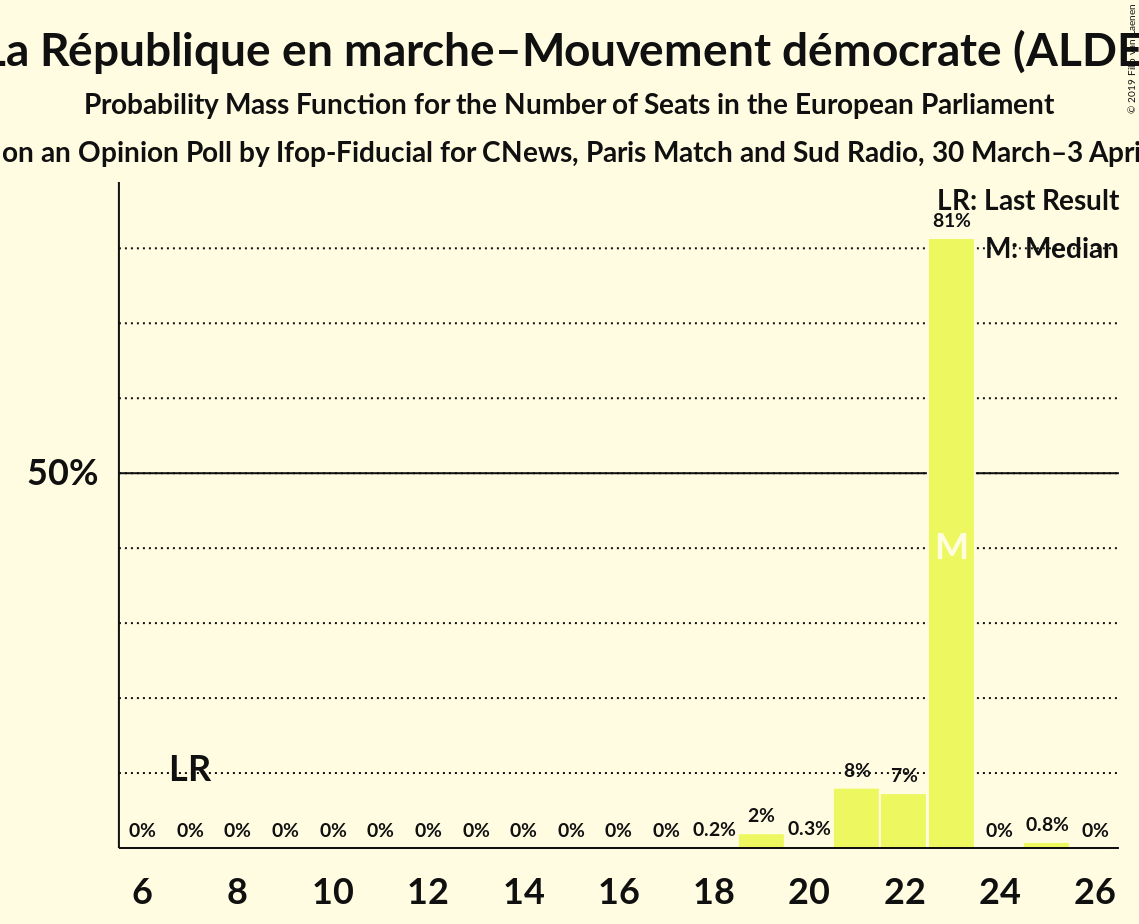 La République en marche–Mouvement démocrate (ALDE
Probability Mass Function for the Number of Seats in the European Parliament
on an Opinion Poll by Ifop-Fiducial for CNews, Paris Match and Sud Radio, 30 March–3 Apri
© 2019 Filip van Laenen
LR: Last Result
M: Median
81%
50%
M
LR
0% 0% 0% 0% 0% 0% 0% 0% 0% 0% 0% 0% 0.2% 2% 0.3% 8% 7% 0% 0.8% 0%
6 8 10 12 14 16 18 20 22 24 26